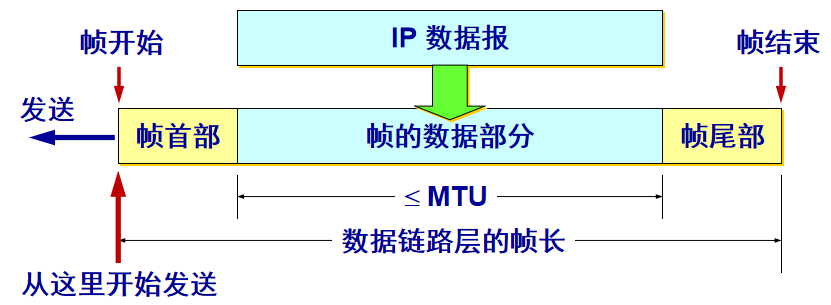 IP 数据报
帧开始
帧结束
发送
帧首部
帧的数据部分
帧尾部
≤ MTU
数据链路层的帧长
从这里开始发送